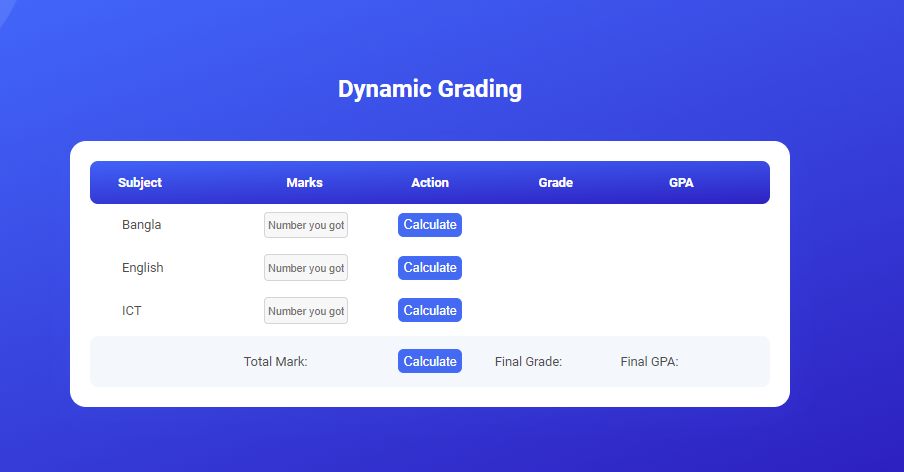 Dynamic Grading
Subject Marks Action Grade GPA
Bangla Number you got Calculate
English Number you got Calculate
ICT Number you got Calculate
Total Mark: Calculate Final Grade: Final GPA: